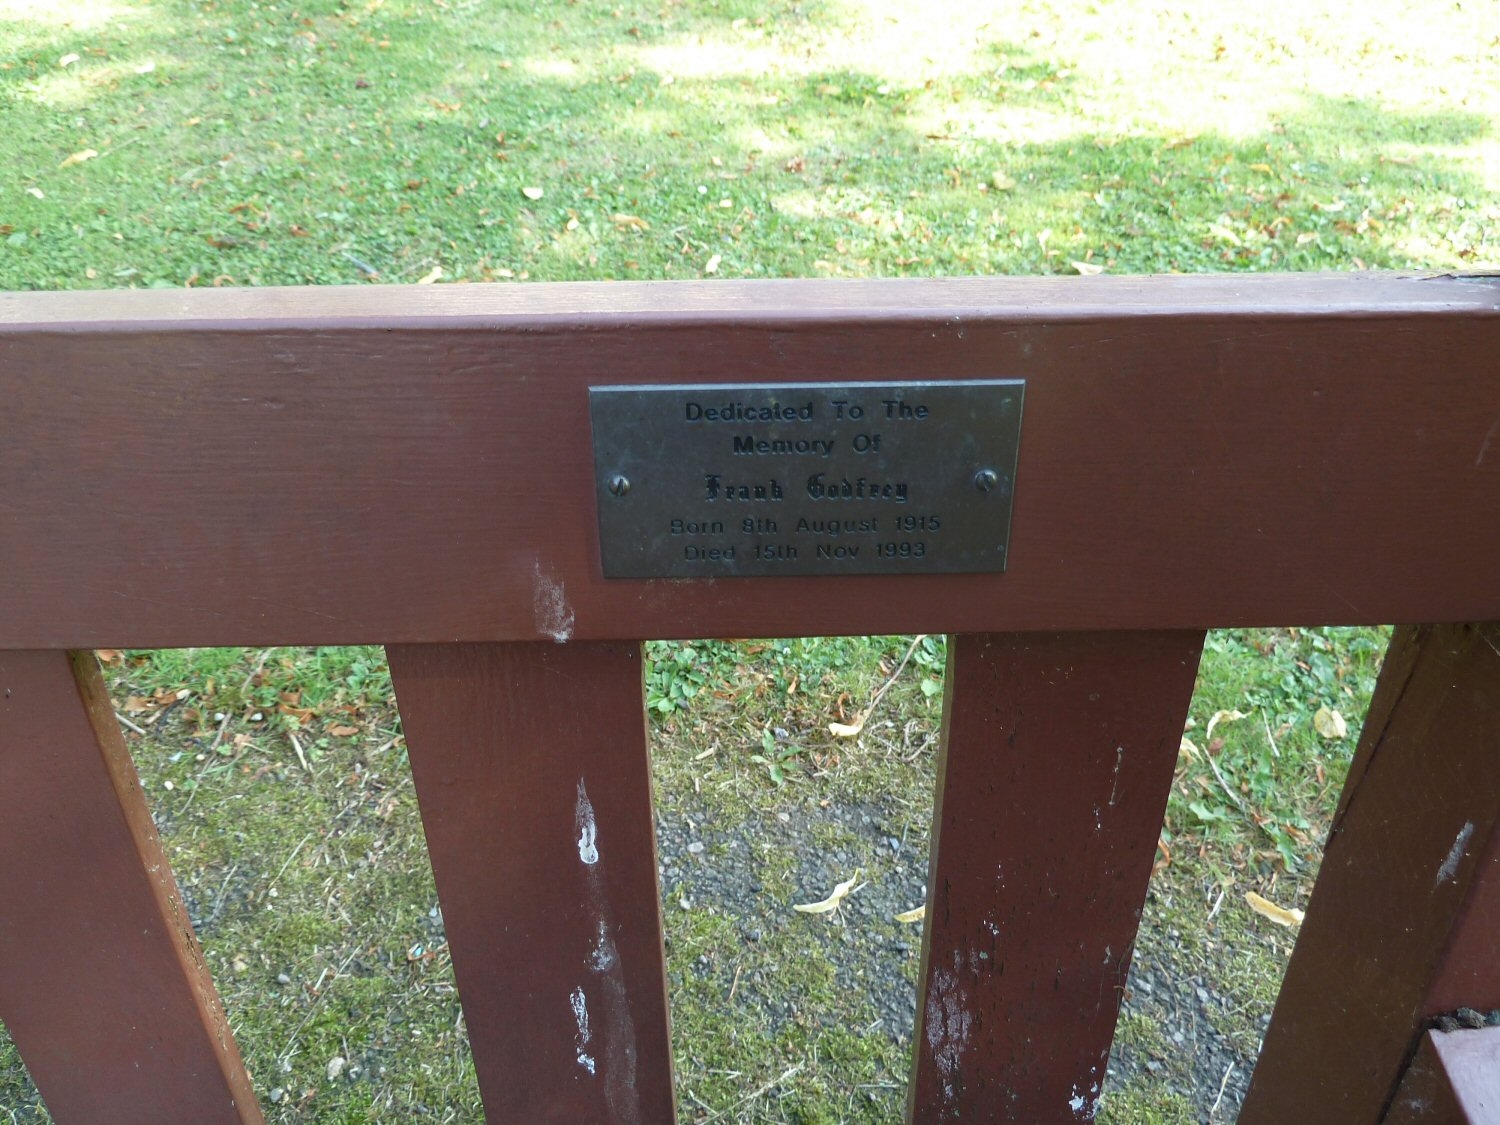 Dedicated To The
Memory Of
Frank Godfrey
Born 8th August 1915
Died 15th Nov 1993